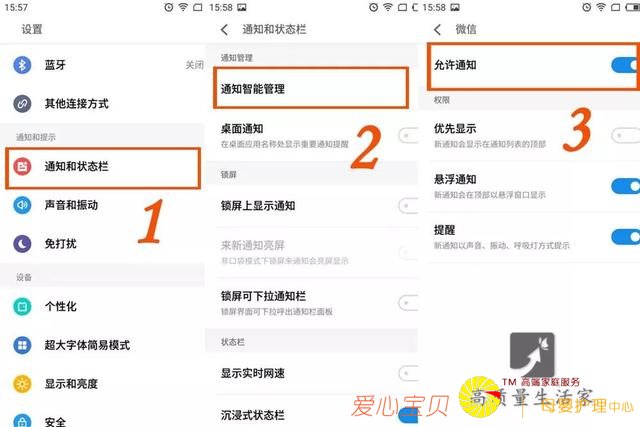 15:57
设置
蓝牙
关闭
其他连接方式
通知和提示
通知和状态栏
声音和振动
免打扰
设备
个性化
超大字体简易模式
显示和亮度
安全
1
15:58
通知和状态栏
通知管理
通知智能管理
桌面通知
在桌面应用名称处显示重要通知提醒
锁屏
锁屏上显示通知
来新通知亮屏
非口袋模式下锁屏来通知会亮屏显示
锁屏可下拉通知栏
锁屏界面可下拉呼出通知栏面板
状态栏
显示实时网速
沉浸式状态栏
2
15:58
微信
允许通知
权限
优先显示
新通知会显示在通知列表的顶部
悬浮通知
新通知会在顶部以悬浮窗口显示
提醒
新通知以声音、振动、呼吸灯方式提示
3
TM 高端家庭服务
高质量生活家
爱心宝贝
母婴护理中心